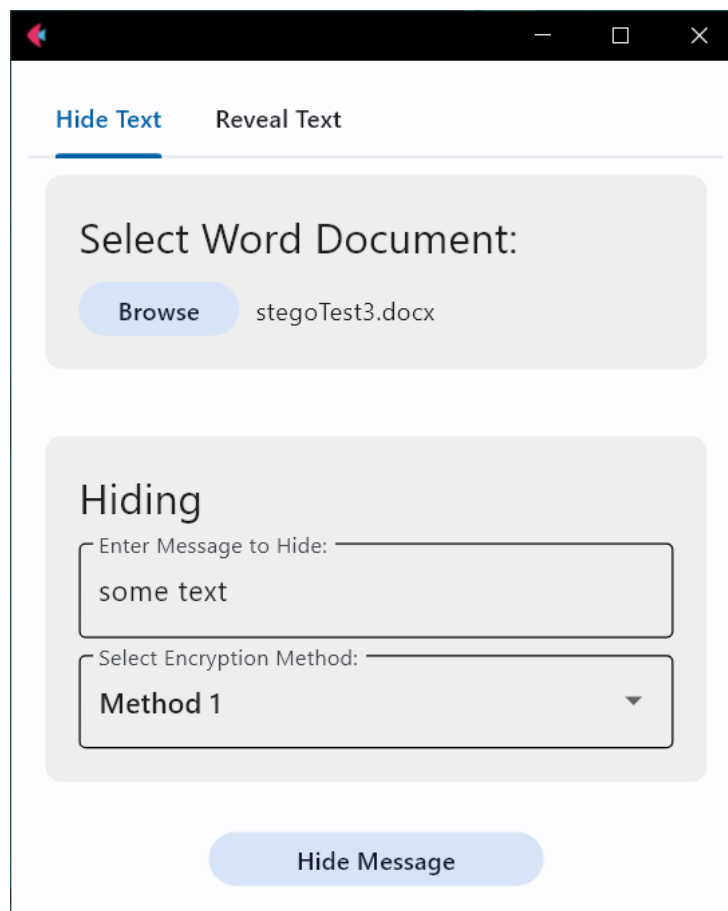 Hide Text Reveal Text
Select Word Document:
Browse stegoTest3.docx
Hiding
Enter Message to Hide:
some text
Select Encryption Method:
Method 1
Hide Message